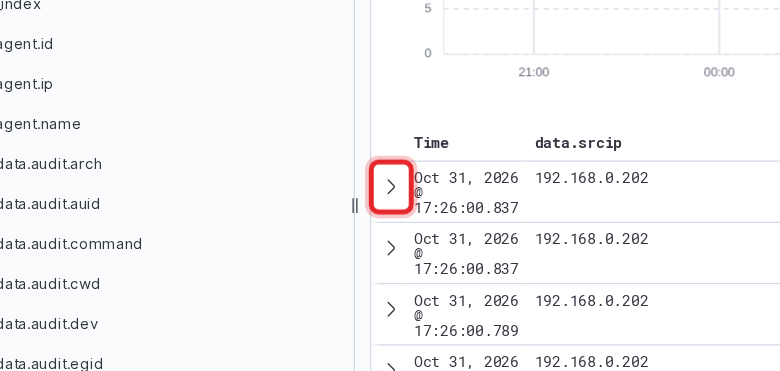 _index
agent.id
agent.ip
agent.name
data.audit.arch
data.audit.auid
data.audit.command
data.audit.cwd
data.audit.dev
data.audit.egid
5
0
21:00 00:00
Time data.srcip
Oct 31, 2026 192.168.0.202
@
17:26:00.837
Oct 31, 2026 192.168.0.202
@
17:26:00.837
Oct 31, 2026 192.168.0.202
@
17:26:00.789
Oct 31, 2026 192.168.0.202